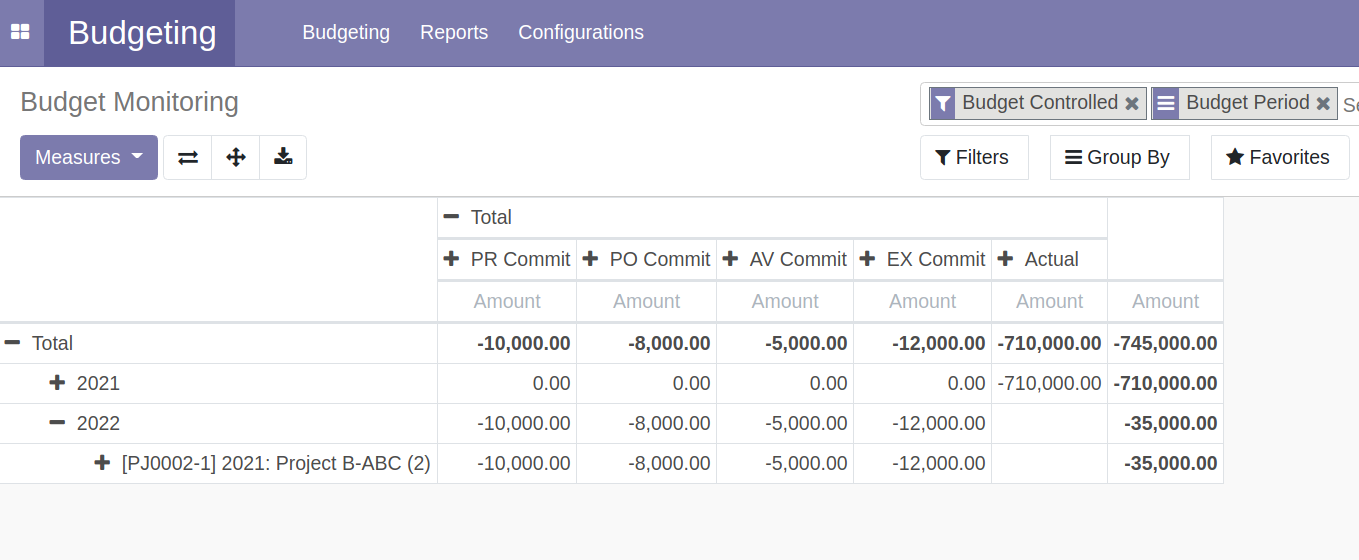 Budgeting Budgeting Reports Configurations
Budget Monitoring Budget Controlled Budget Period Se
Measures Filters Group By Favorites
Total
PR Commit PO Commit AV Commit EX Commit Actual
Amount Amount Amount Amount Amount Amount
Total -10,000.00 -8,000.00 -5,000.00 -12,000.00 -710,000.00 -745,000.00
2021 0.00 0.00 0.00 0.00 -710,000.00 -710,000.00
2022 -10,000.00 -8,000.00 -5,000.00 -12,000.00 -35,000.00
[PJ0002-1] 2021: Project B-ABC (2) -10,000.00 -8,000.00 -5,000.00 -12,000.00 -35,000.00